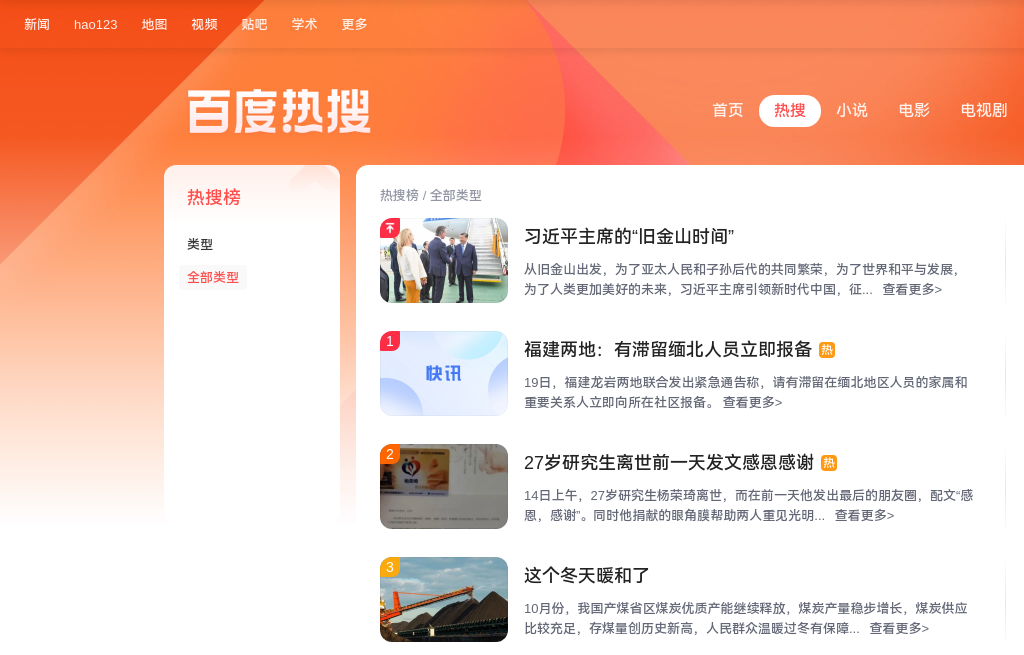 新闻 hao123 地图 视频 贴吧 学术 更多
百度热搜
首页 热搜 小说 电影 电视剧
热搜榜
类型
全部类型
热搜榜 / 全部类型
习近平主席的“旧金山时间”
从旧金山出发，为了亚太人民和子孙后代的共同繁荣，为了世界和平与发展，
为了人类更加美好的未来，习近平主席引领新时代中国，征... 查看更多>
1
快讯
福建两地：有滞留缅北人员立即报备 热
19日，福建龙岩两地联合发出紧急通告称，请有滞留在缅北地区人员的家属和
重要关系人立即向所在社区报备。 查看更多>
2
27岁研究生离世前一天发文感恩感谢 热
14日上午，27岁研究生杨荣琦离世，而在前一天他发出最后的朋友圈，配文“感
恩，感谢”。同时他捐献的眼角膜帮助两人重见光明... 查看更多>
3
这个冬天暖和了
10月份，我国产煤省区煤炭优质产能继续释放，煤炭产量稳步增长，煤炭供应
比较充足，存煤量创历史新高，人民群众温暖过冬有保障... 查看更多>